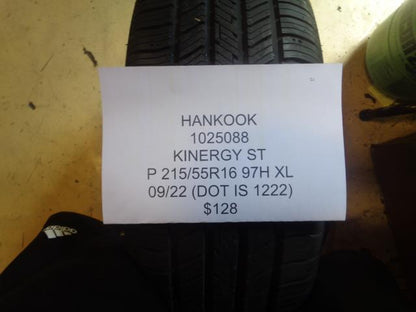 HANKOOK
1025088
KINERGY ST
P 215/55R16 97H XL
09/22 (DOT IS 1222)
$128